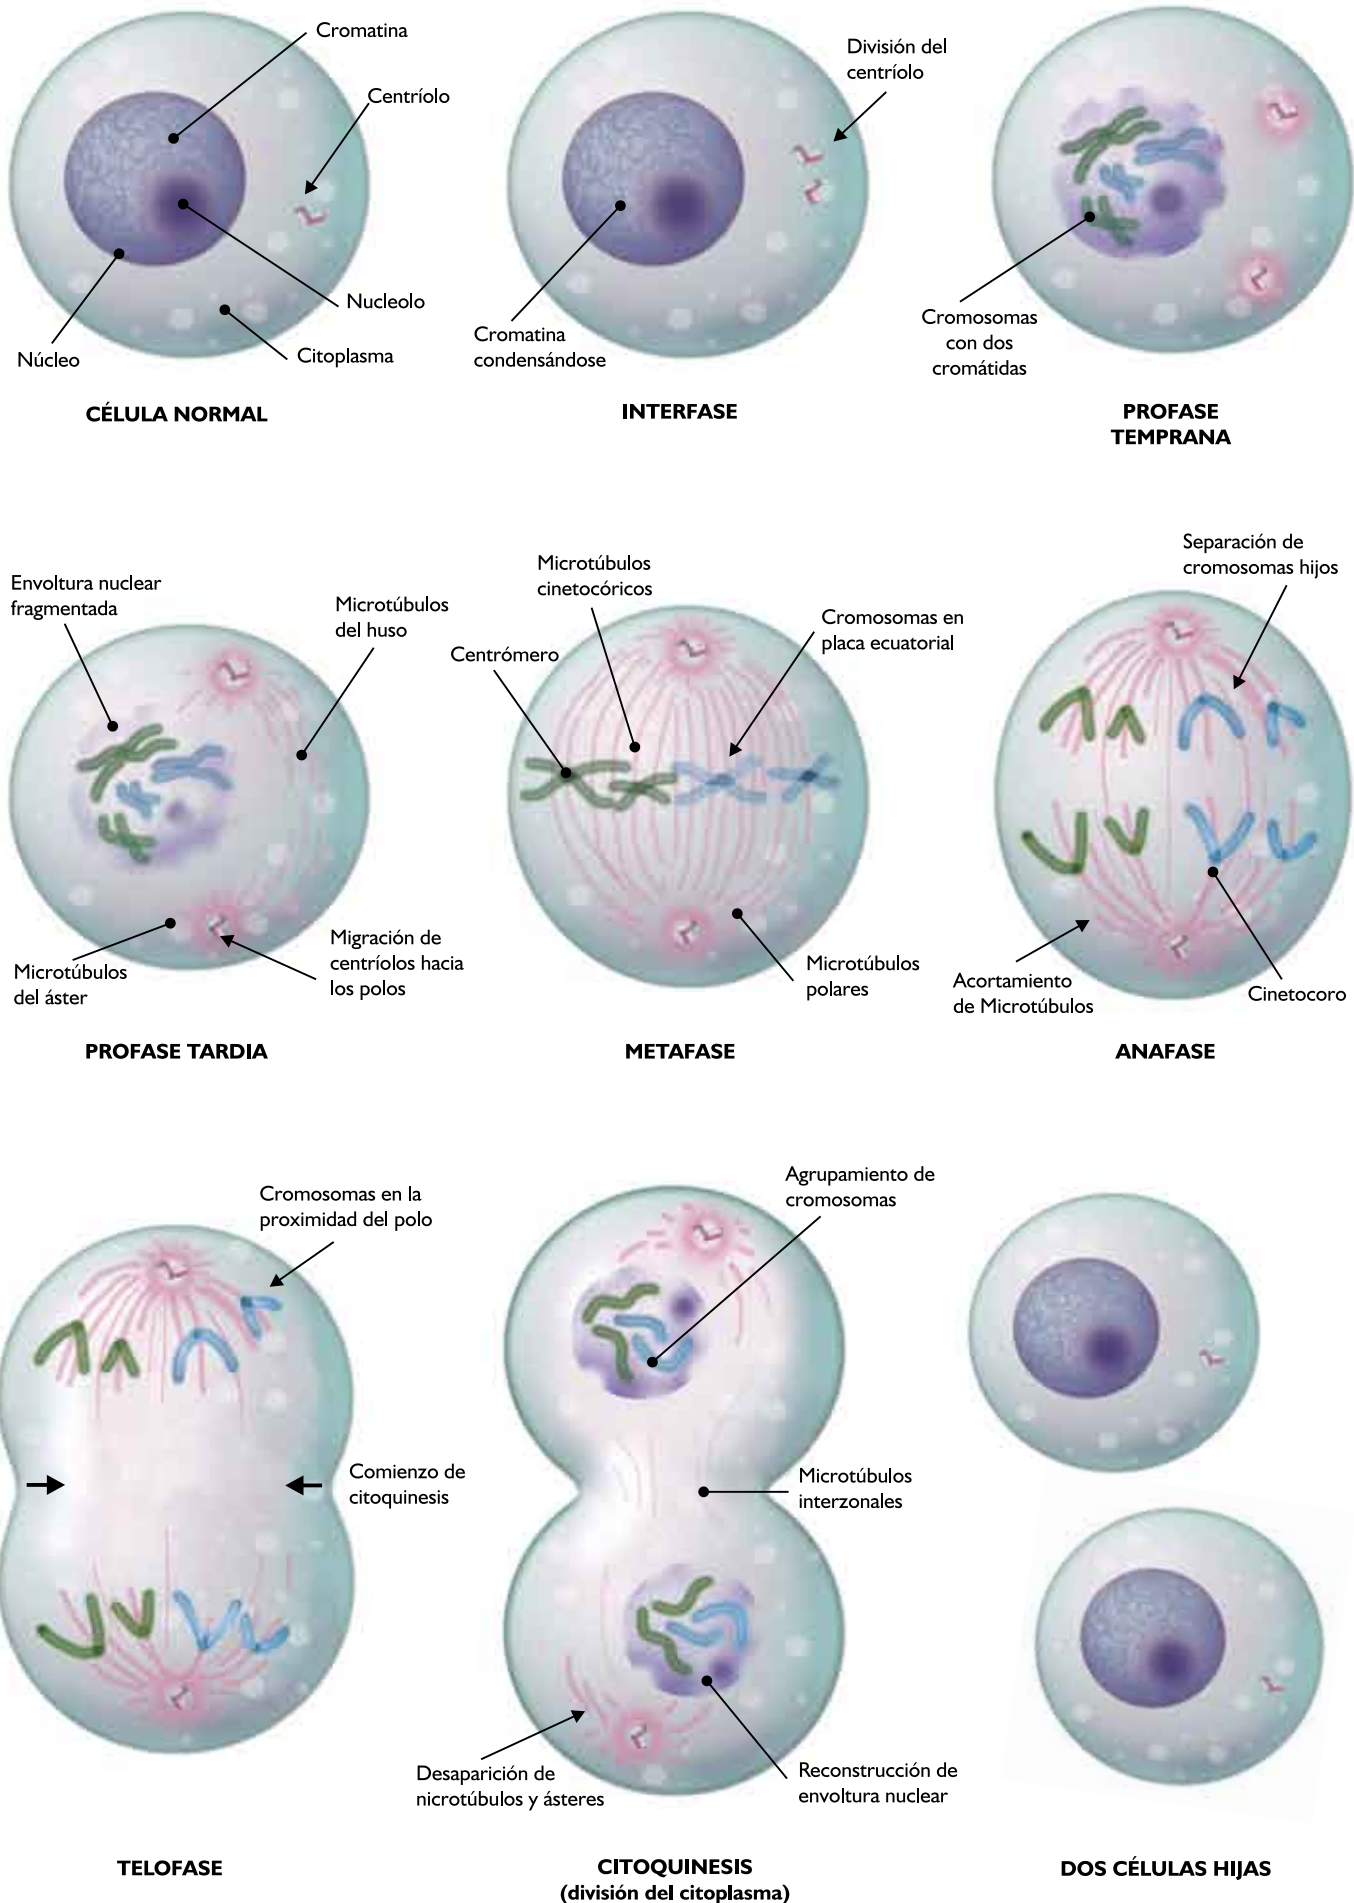 Cromatina
Centríolo
Nucleolo
Citoplasma
Núcleo
CÉLULA NORMAL
División del
centríolo
Cromatina
condensándose
INTERFASE
Cromosomas
con dos
cromátidas
PROFASE
TEMPRANA
Envoltura nuclear
fragmentada
Microtúbulos
del huso
Microtúbulos
del áster
Migración de
centríolos hacia
los polos
PROFASE TARDIA
Microtúbulos
cinetocóricos
Centrómero
Cromosomas en
placa ecuatorial
Microtúbulos
polares
METAFASE
Separación de
cromosomas hijos
Acortamiento
de Microtúbulos
Cinetocoro
ANAFASE
Cromosomas en la
proximidad del polo
Comienzo de
citoquinesis
TELOFASE
Agrupamiento de
cromosomas
Microtúbulos
interzonales
Desaparición de
nicrotúbulos y ásteres
Reconstrucción de
envoltura nuclear
CITOQUINESIS
(división del citoplasma)
DOS CÉLULAS HIJAS